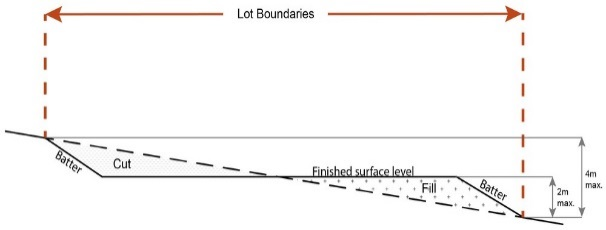 Lot Boundaries
Batter
Cut
Finished surface level
Fill
Batter
4m
max.
2m
max.